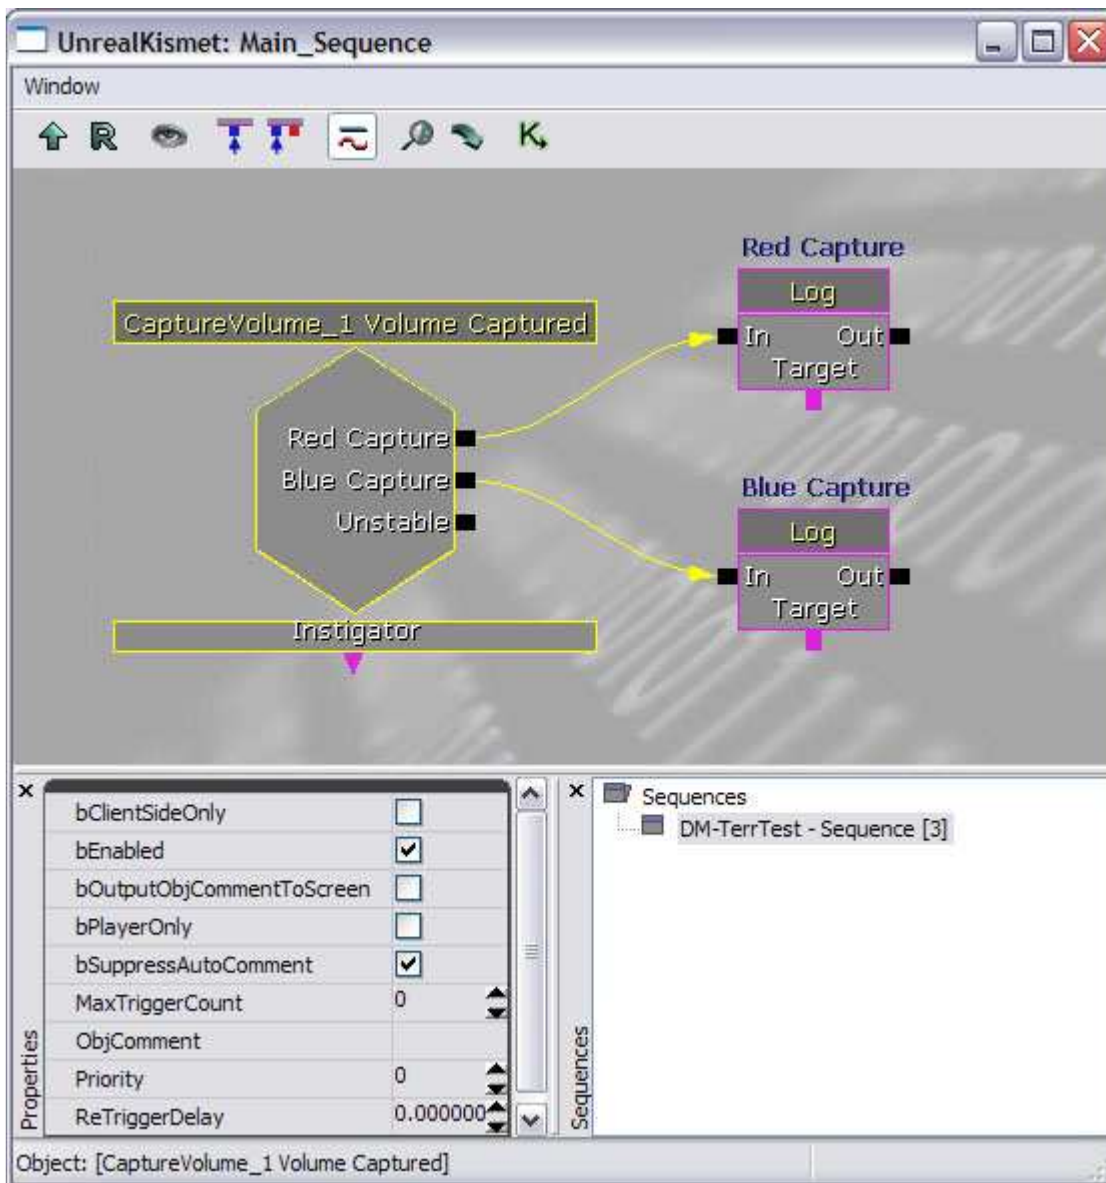 UnrealKismet: Main_Sequence
Window
R
K
Red Capture
Log
In Out
Target
CaptureVolume_1 Volume Captured
Red Capture
Blue Capture
Unstable
Instigator
Blue Capture
Log
In Out
Target
Properties
bClientSideOnly
bEnabled
bOutputObjCommentToScreen
bPlayerOnly
bSuppressAutoComment
MaxTriggerCount 0
ObjComment
Priority 0
ReTriggerDelay 0.000000
Sequences
Sequences
DM-TerrTest - Sequence [3]
Object: [CaptureVolume_1 Volume Captured]